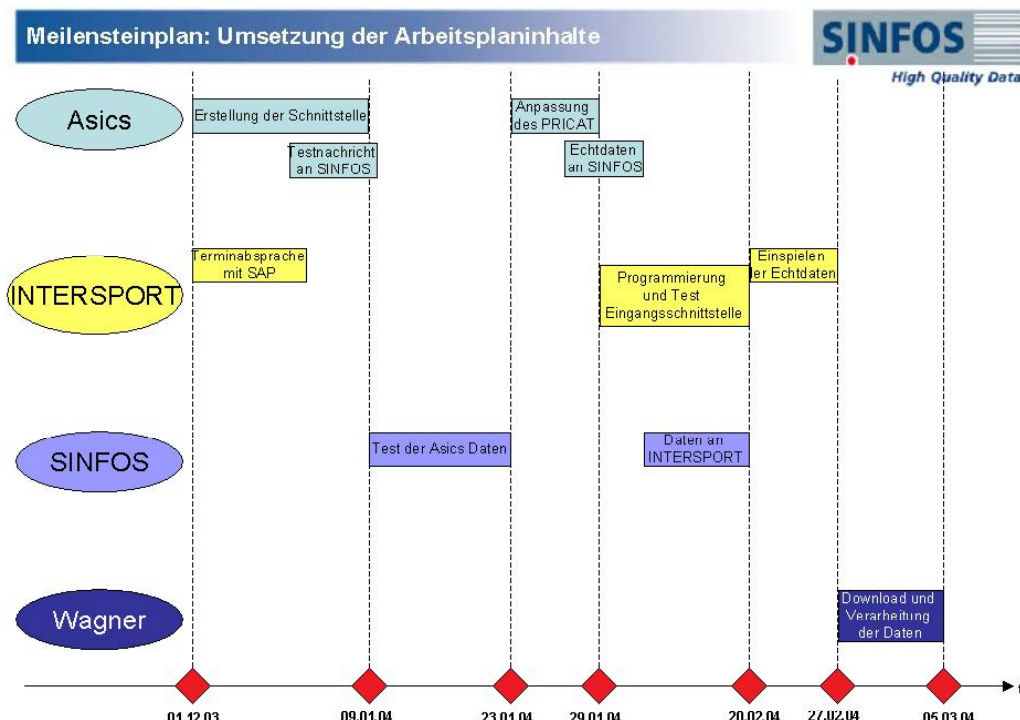 Meilensteinplan: Umsetzung der Arbeitsplaninhalte
SINFOS
High Quality Data
Asics
Erstellung der Schnittstelle
Testnachricht
an SINFOS
Anpassung
des PRICAT
Echtdaten
an SINFOS
INTERSPORT
Terminabsprache
mit SAP
Programmierung
und Test
Eingangsschnittstelle
Einspielen
der Echtdaten
SINFOS
Test der Asics Daten
Daten an
INTERSPORT
Wagner
Download und
Verarbeitung
der Daten
t
01.12.03
09.01.04
23.01.04
29.01.04
20.02.04
27.02.04
05.03.04